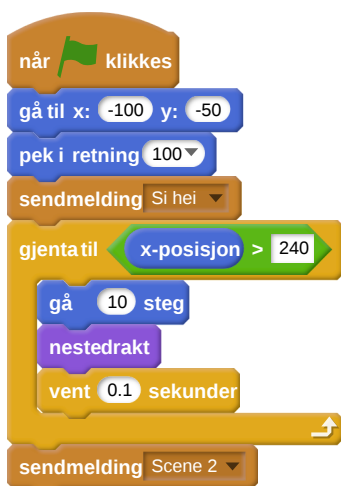 når klikkes
gå til x: -100 y: -50
pek i retning 100
sendmelding Si hei
gjenta til x-posisjon > 240
gå 10 steg
nestedrakt
vent 0.1 sekunder
sendmelding Scene 2